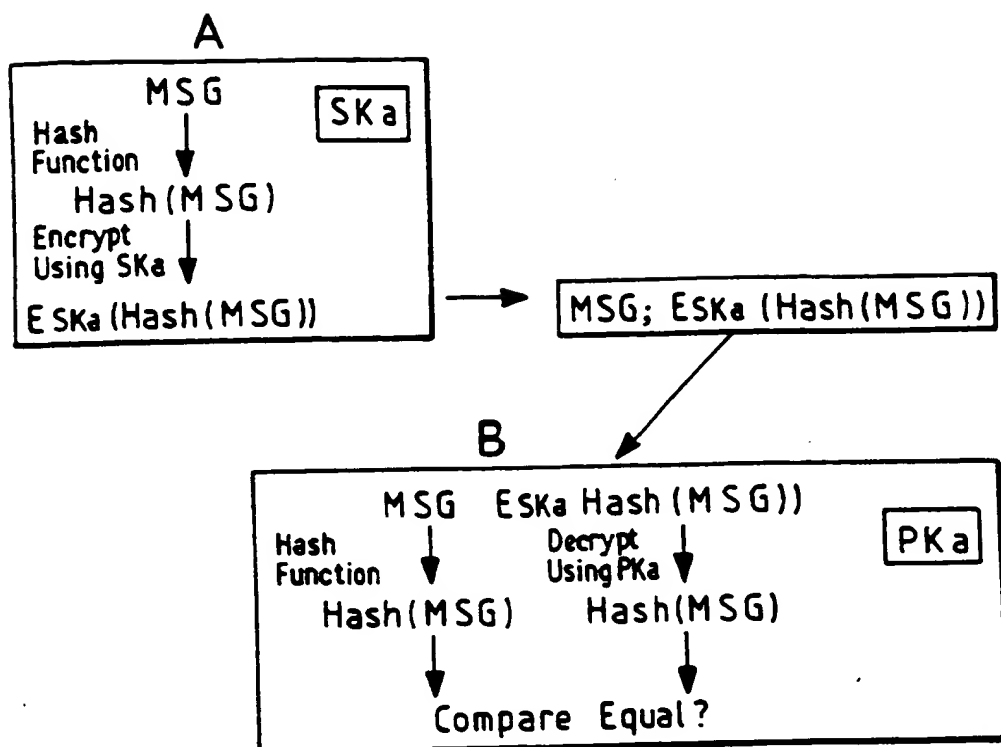 A
MSG
SKa
Hash
Function
Hash(MSG)
Encrypt
Using SKa
ESKa(Hash(MSG))
MSG; ESKa (Hash(MSG))
B
MSG ESKa Hash(MSG))
PKa
Hash
Function
Decrypt
Using PKa
Hash(MSG) Hash(MSG)
Compare Equal?